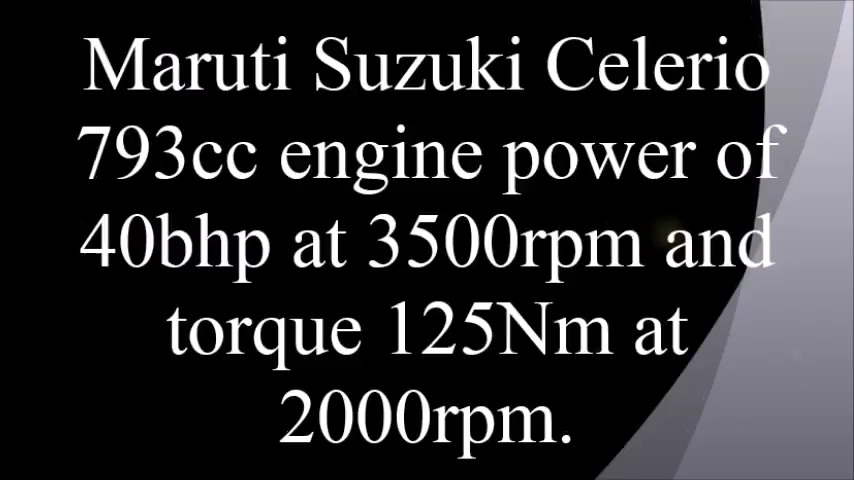 Maruti Suzuki Celerio
793cc engine power of
40bhp at 3500rpm and
torque 125Nm at
2000rpm.